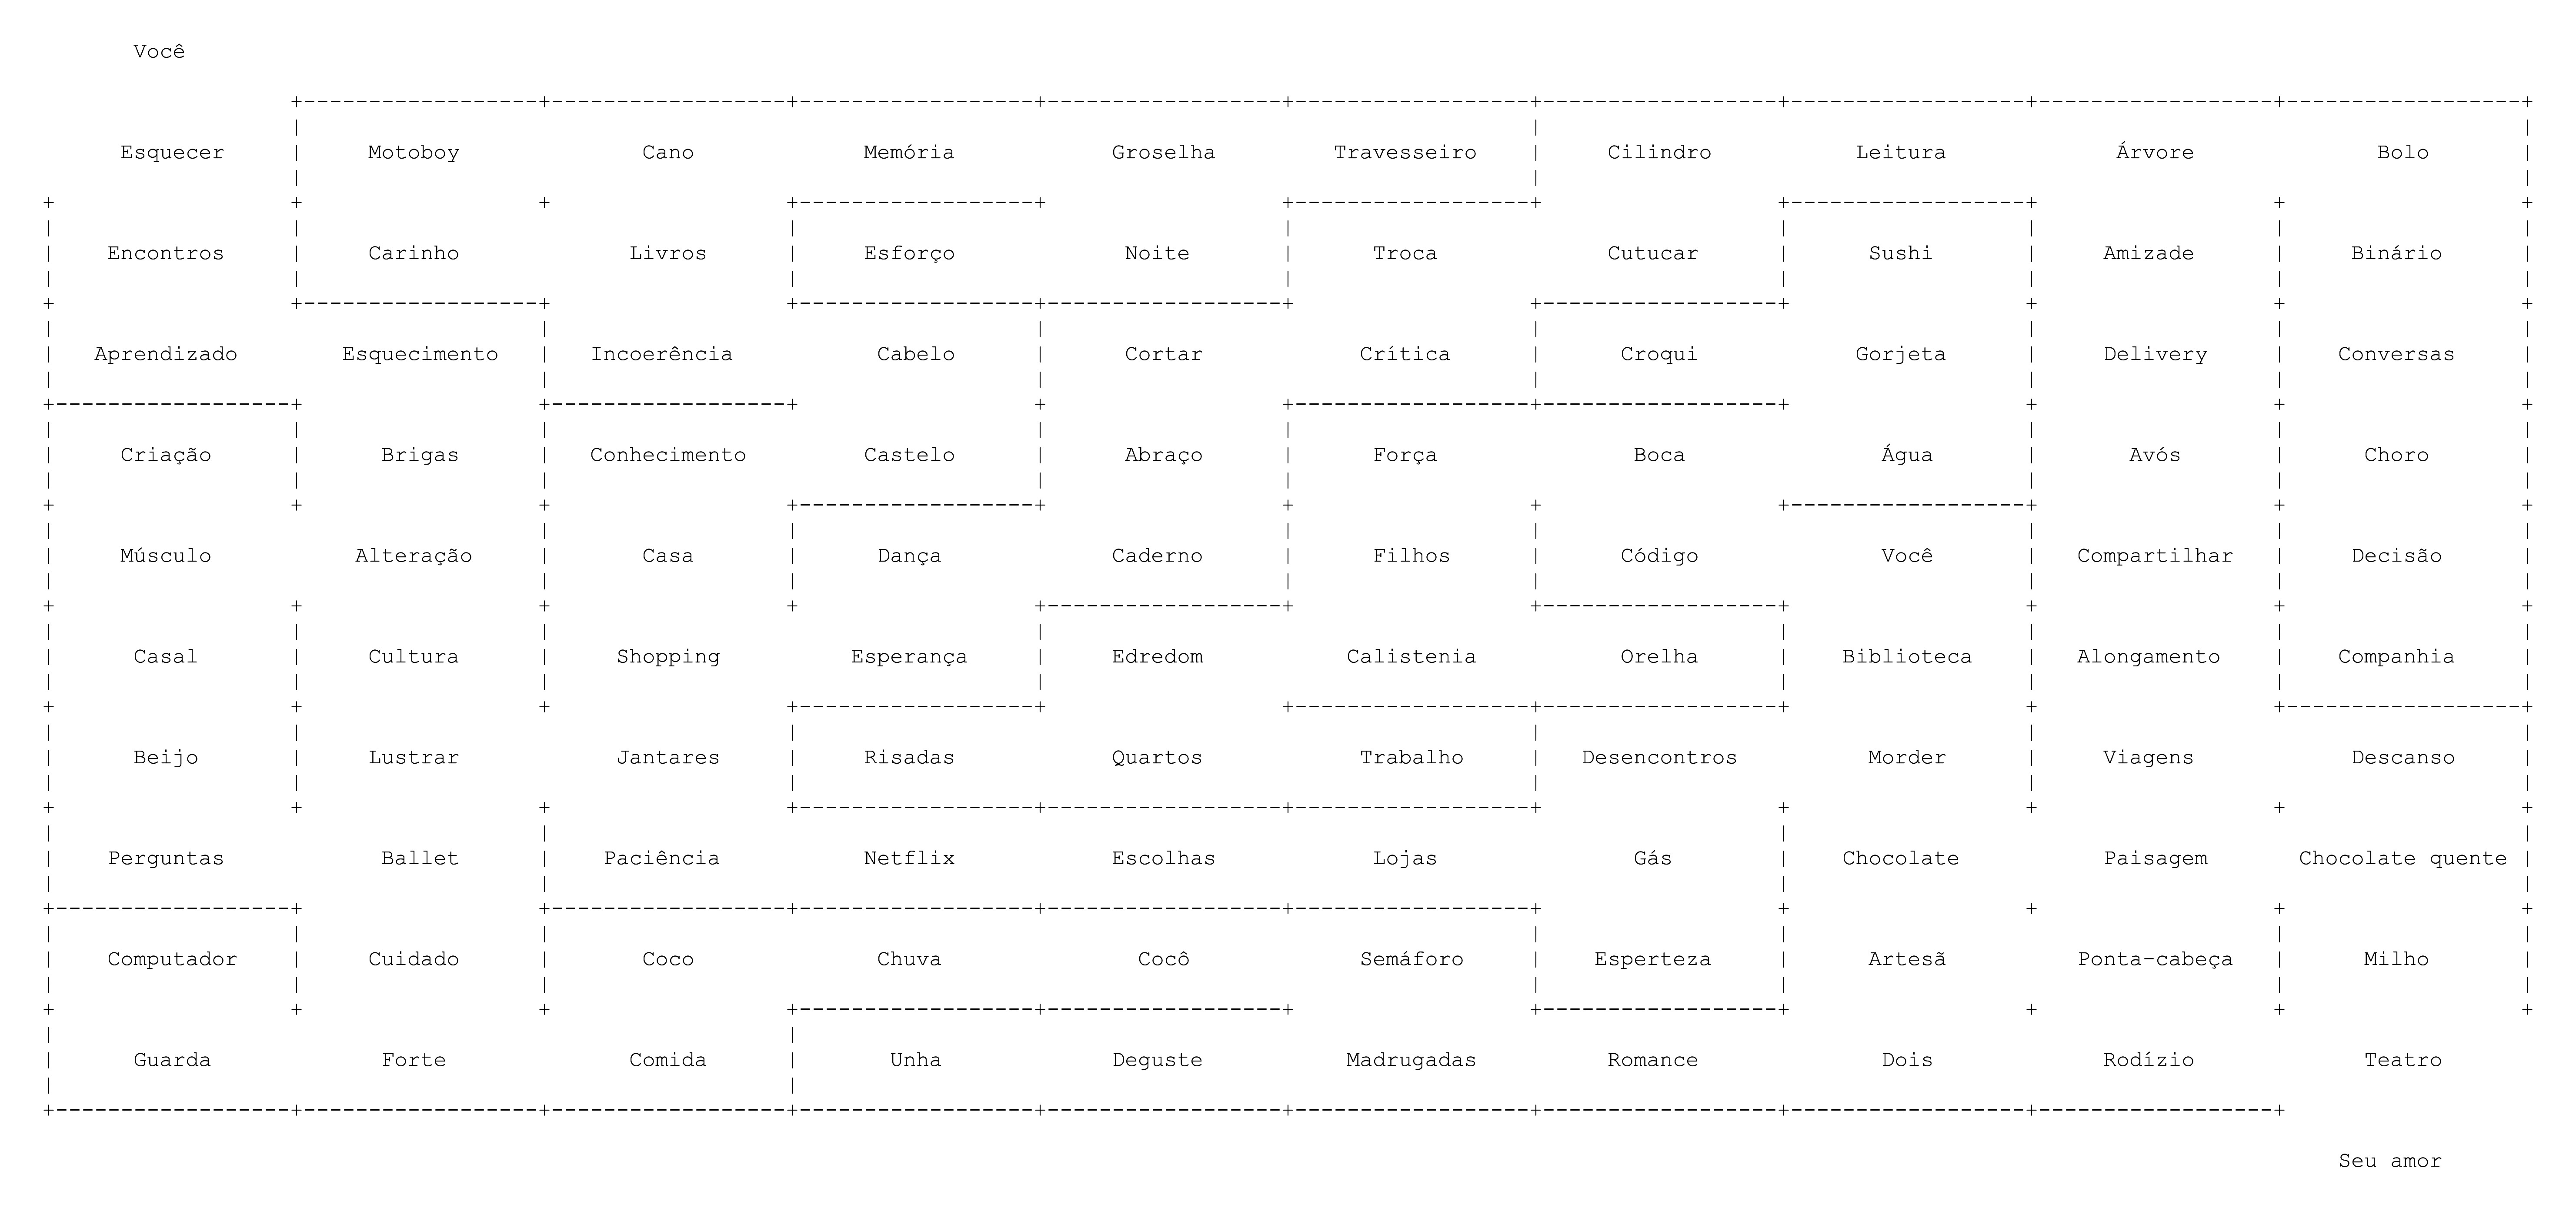 Você
Esquecer Motoboy Cano Memória Groselha Travesseiro Cilindro Leitura Árvore Bolo
Encontros Carinho Livros Esforço Noite Troca Cutucar Sushi Amizade Binário
Aprendizado Esquecimento Incoerência Cabelo Cortar Crítica Croqui Gorjeta Delivery Conversas
Criação Brigas Conhecimento Castelo Abraço Força Boca Água Avós Choro
Músculo Alteração Casa Dança Caderno Filhos Código Você Compartilhar Decisão
Casal Cultura Shopping Esperança Edredom Calistenia Orelha Biblioteca Alongamento Companhia
Beijo Lustrar Jantares Risadas Quartos Trabalho Desencontros Morder Viagens Descanso
Perguntas Ballet Paciência Netflix Escolhas Lojas Gás Chocolate Paisagem Chocolate quente
Computador Cuidado Coco Chuva Cocô Semáforo Esperteza Artesã Ponta-cabeça Milho
Guarda Forte Comida Unha Deguste Madrugadas Romance Dois Rodízio Teatro
Seu amor